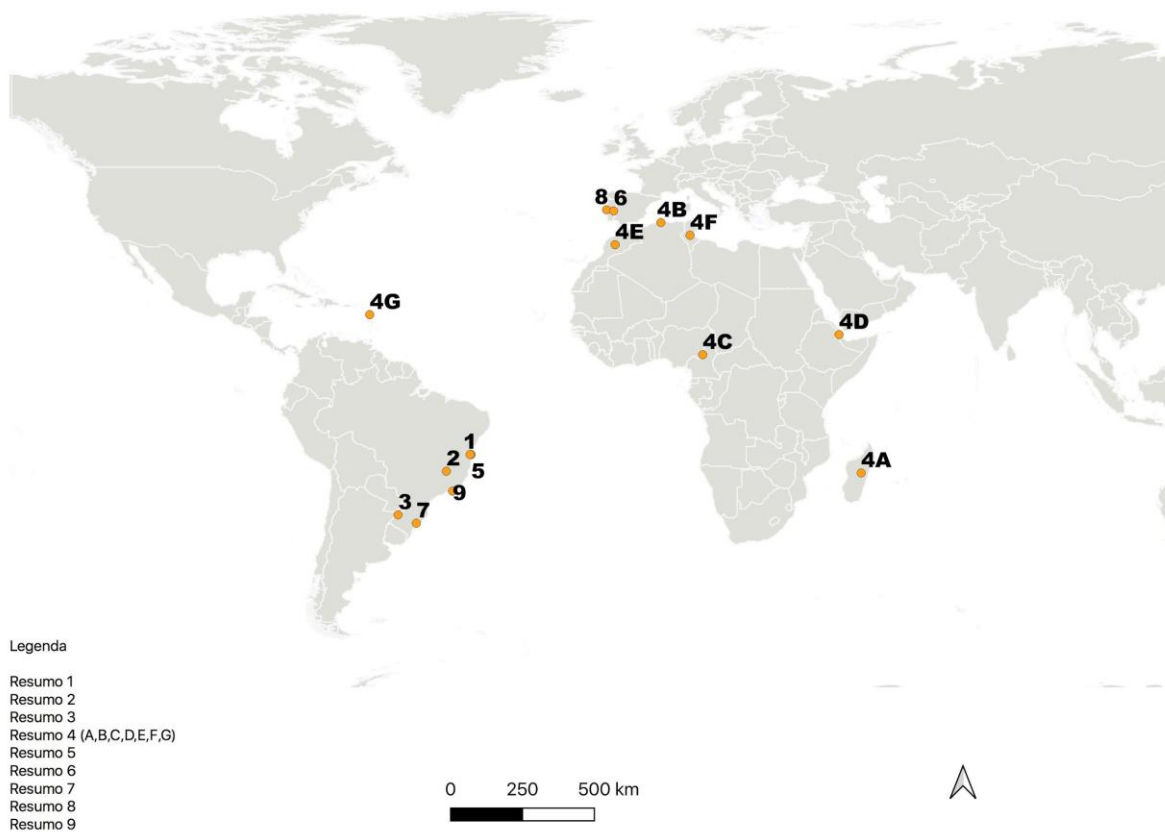 8 6
4B
4F
4E
4G
4D
4C
1
2
5
4A
9
3
7
Legenda
Resumo 1
Resumo 2
Resumo 3
Resumo 4 (A,B,C,D,E,F,G)
Resumo 5
Resumo 6
Resumo 7
Resumo 8
Resumo 9
0 250 500 km